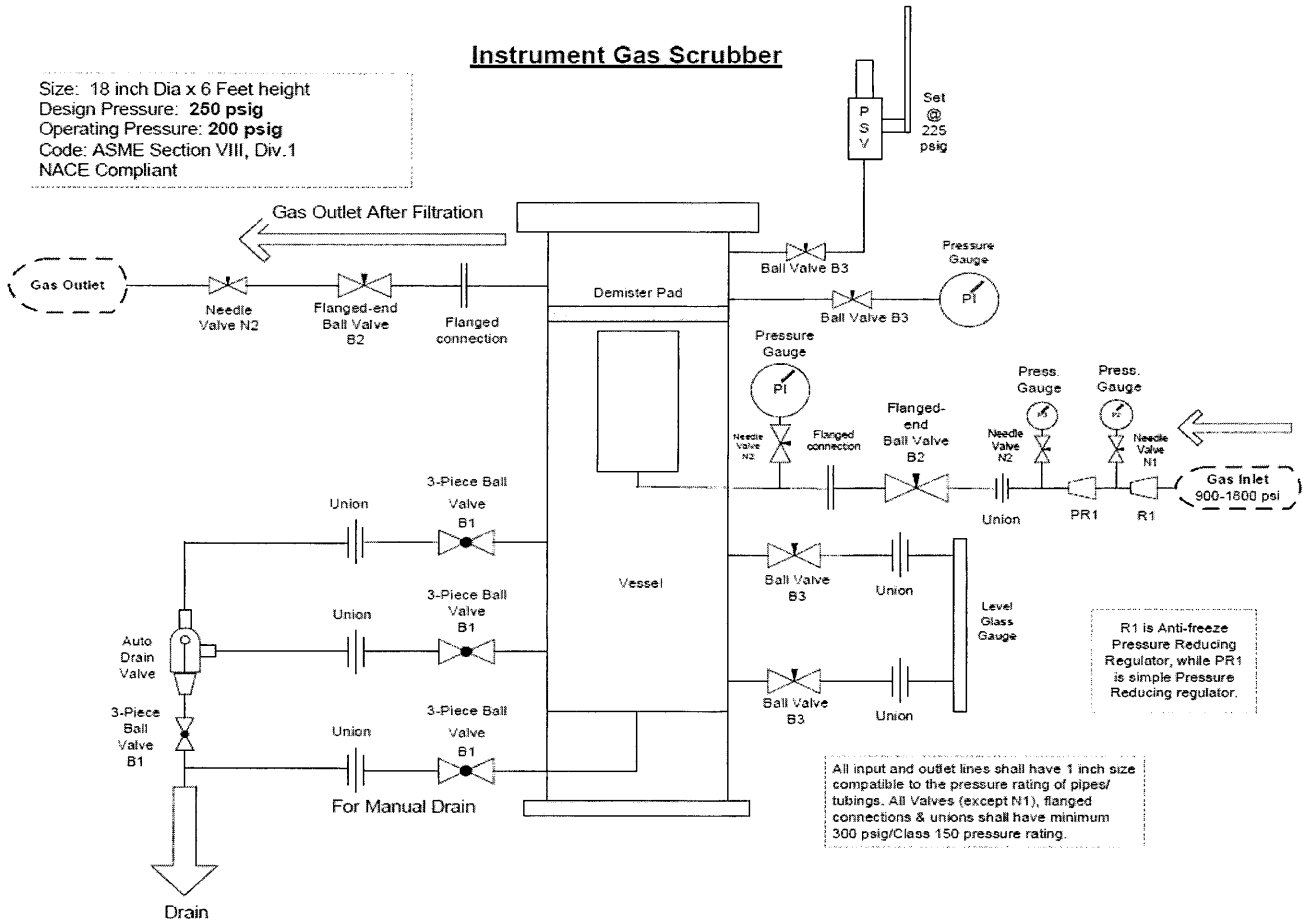 Instrument Gas Scrubber
Size: 18 inch Dia x 6 Feet height
Design Pressure: 250 psig
Operating Pressure: 200 psig
Code: ASME Section VIII, Div.1
NACE Compliant
P
S
V
Set
@
225
psig
Gas Outlet After Filtration
Gas Outlet
Needle
Valve N2
Flanged-end
Ball Valve
B2
Flanged
connection
Demister Pad
Ball Valve B3
Pressure
Gauge
PI
Ball Valve B3
Pressure
Gauge
PI
Needle
Valve
N2
Flanged
connection
Flanged-
end
Ball Valve
B2
Press.
Gauge
Needle
Valve
N2
Press.
Gauge
Needle
Valve
N1
Union
PR1
R1
Gas Inlet
900-1800 psi
Union
3-Piece Ball
Valve
B1
Vessel
Ball Valve
B3
Union
Level
Glass
Gauge
Ball Valve
B3
Union
R1 is Anti-freeze
Pressure Reducing
Regulator, while PR1
is simple Pressure
Reducing regulator.
Auto
Drain
Valve
Union
3-Piece Ball
Valve
B1
3-Piece
Ball
Valve
B1
Union
3-Piece Ball
Valve
B1
For Manual Drain
Drain
All input and outlet lines shall have 1 inch size
compatible to the pressure rating of pipes/
tubings. All Valves (except N1), flanged
connections & unions shall have minimum
300 psig/Class 150 pressure rating.